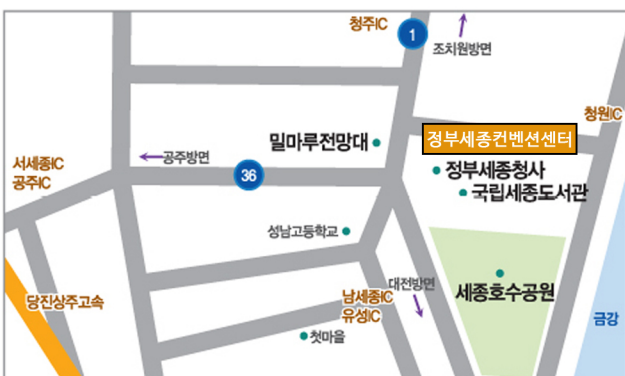 청주IC
1
조치원방면
청원IC
밀마루전망대
정부세종컨벤션센터
서세종IC
공주IC
공주방면
36
정부세종청사
국립세종도서관
성남고등학교
대전방면
세종호수공원
당진상주고속
남세종IC
유성IC
금강
첫마을